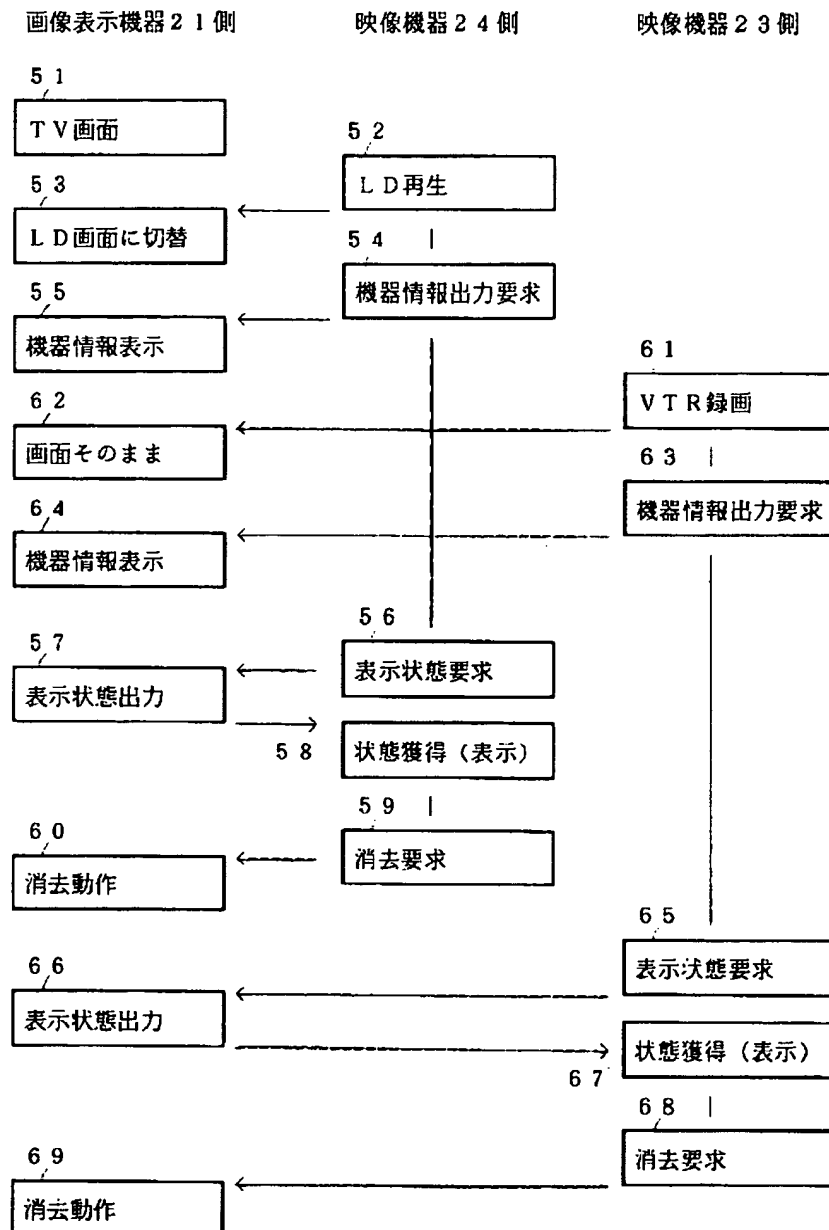 画像表示機器21側
映像機器24側
映像機器23側
51
TV画面
52
LD再生
53
LD画面に切替
54
機器情報出力要求
55
機器情報表示
61
VTR録画
62
画面そのまま
63
機器情報出力要求
64
機器情報表示
56
表示状態要求
57
表示状態出力
58
状態獲得(表示)
59
消去要求
60
消去動作
65
表示状態要求
66
表示状態出力
67
状態獲得(表示)
68
消去要求
69
消去動作